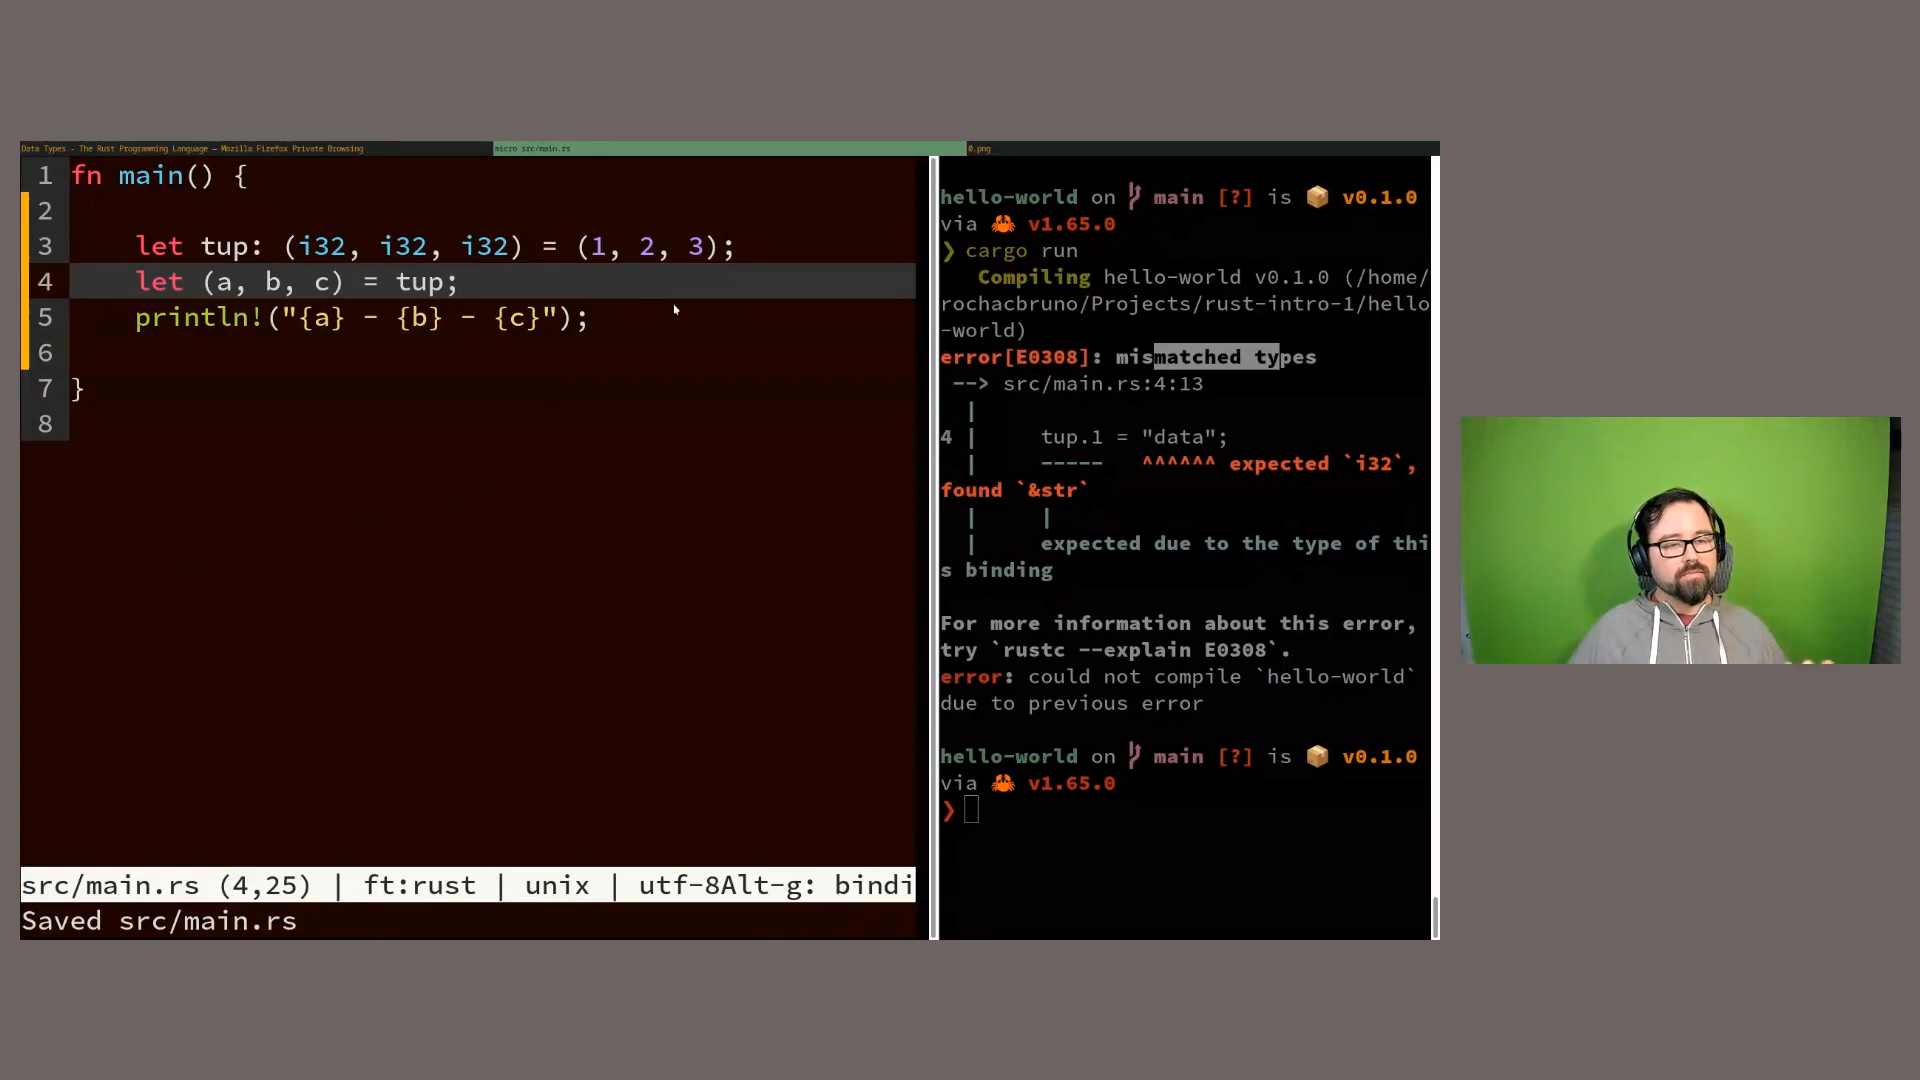 Data Types - The Rust Programming Language — Mozilla Firefox Private Browsing
micro src/main.rs
0.png
1 fn main() {
2
3 let tup: (i32, i32, i32) = (1, 2, 3);
4 let (a, b, c) = tup;
5 println!("{a} - {b} - {c}");
6
7 }
8
src/main.rs (4,25) | ft:rust | unix | utf-8Alt-g: bindi
Saved src/main.rs
hello-world on main [?] is 📦 v0.1.0
via 🦀 v1.65.0
❯ cargo run
Compiling hello-world v0.1.0 (/home/
rochacbruno/Projects/rust-intro-1/hello
-world)
error[E0308]: mismatched types
--> src/main.rs:4:13
|
4 | tup.1 = "data";
| ----- ^^^^^^ expected `i32`,
found `&str`
| |
| expected due to the type of thi
s binding
For more information about this error,
try `rustc --explain E0308`.
error: could not compile `hello-world`
due to previous error
hello-world on main [?] is 📦 v0.1.0
via 🦀 v1.65.0
❯